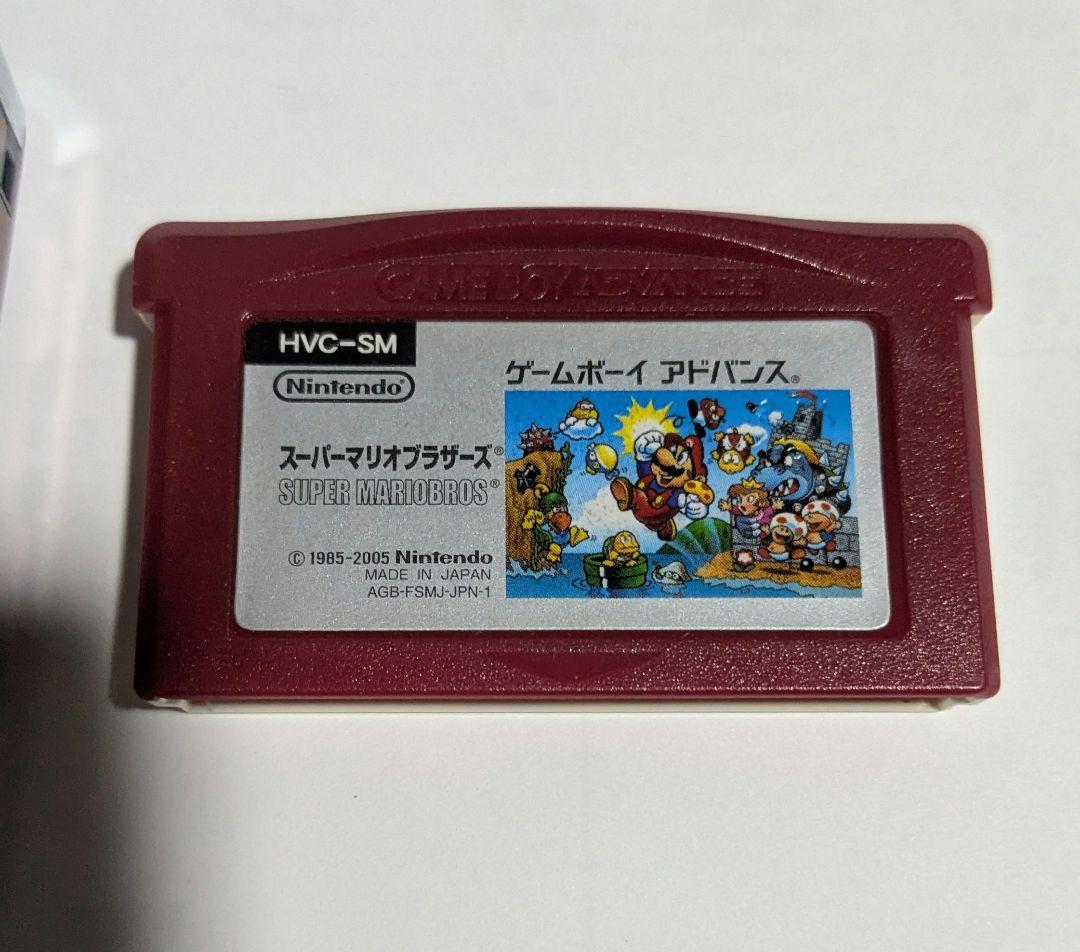 GAME BOY ADVANCE
HVC-SM
Nintendo®
ゲームボーイ アドバンス®
スーパーマリオブラザーズ®
SUPER MARIOBROS®
© 1985-2005 Nintendo
MADE IN JAPAN
AGB-FSMJ-JPN-1